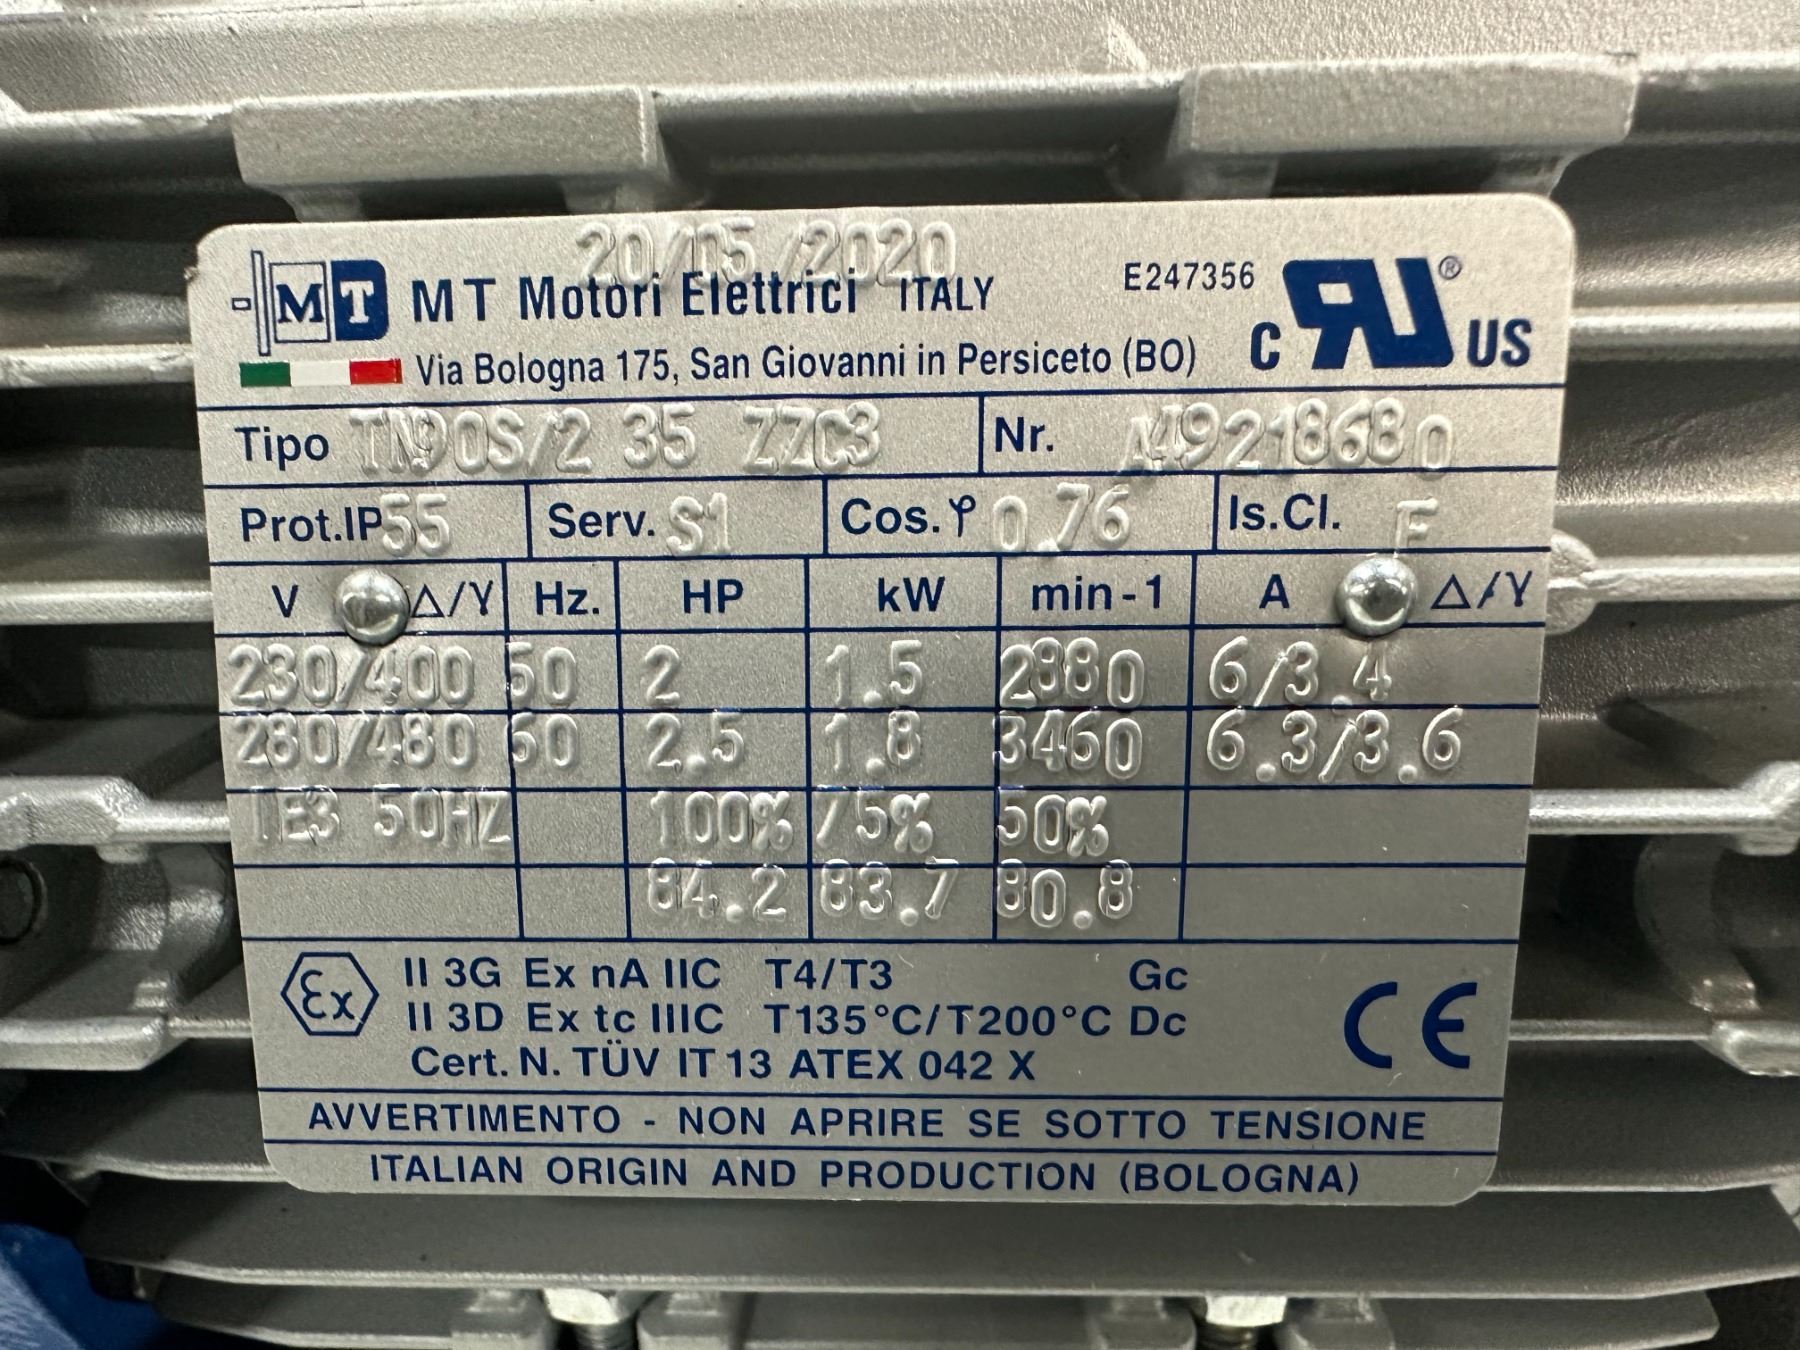 20/05/2020
MT MT Motori Elettrici ITALY E247356
Via Bologna 175, San Giovanni in Persiceto (BO) C US ®
Tipo TN90S/2 35 ZZC3 Nr.
Prot.IP55 Serv. S1 Cos.φ 0.76 Is.Cl. F
V Δ/Y Hz. HP kW min-1 A Δ/Y
230/400 50 2 1.5 2880 6/3.4
280/480 60 2.5 1.8 3460 6.3/3.6
IE3 50HZ 100% 75% 50%
84.2 83.7 80.8
Ex II 3G Ex nA IIC T4/T3 Gc
II 3D Ex tc IIIC T135°C/T200°C Dc CE
Cert. N. TÜV IT 13 ATEX 042 X
AVVERTIMENTO - NON APRIRE SE SOTTO TENSIONE
ITALIAN ORIGIN AND PRODUCTION (BOLOGNA)